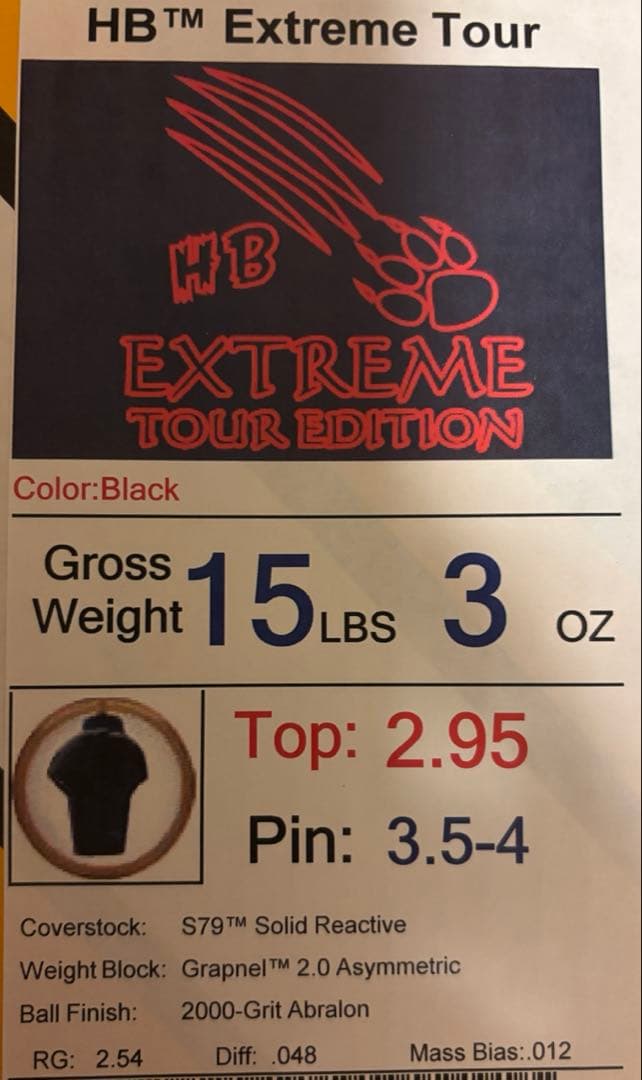 HB™ Extreme Tour
HB
EXTREME
TOUR EDITION
Color:Black
Gross Weight 15 LBS 3 OZ
Top: 2.95
Pin: 3.5-4
Coverstock: S79™ Solid Reactive
Weight Block: Grapnel™ 2.0 Asymmetric
Ball Finish: 2000-Grit Abralon
RG: 2.54 Diff: .048 Mass Bias:.012